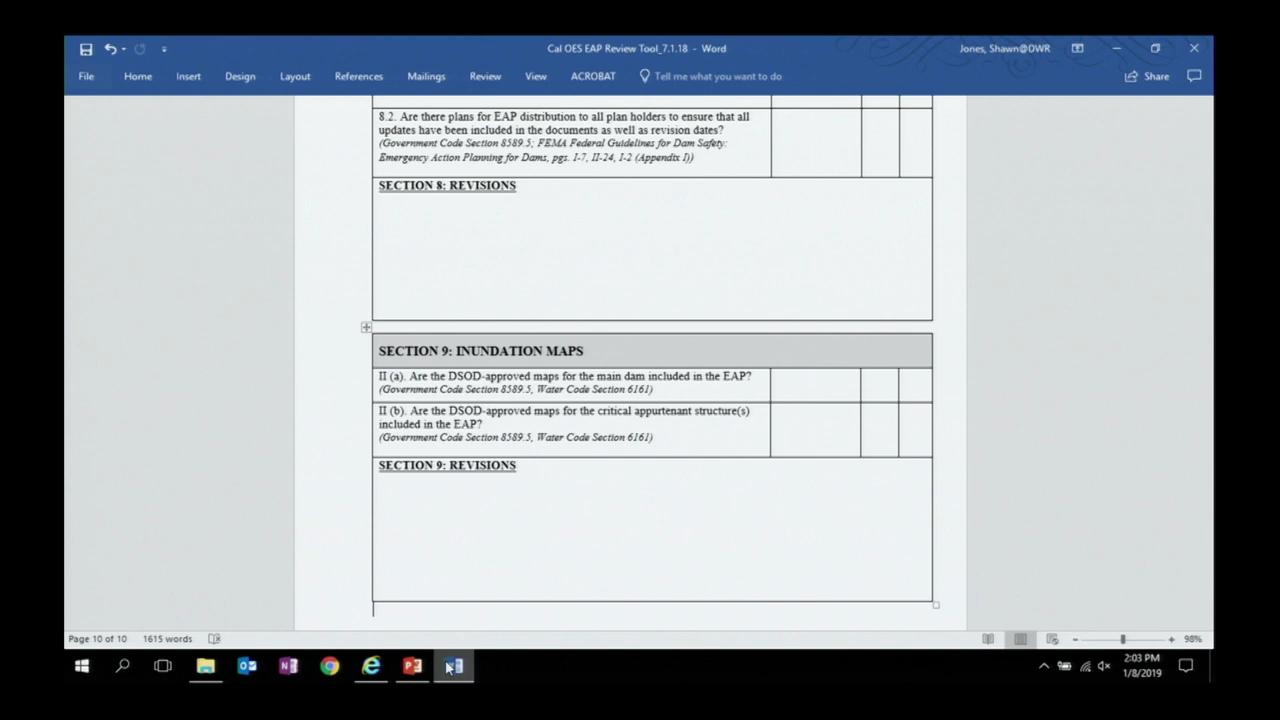 Cal OES EAP Review Tool_7.1.18 - Word
Jones, Shawn@DWR
File Home Insert Design Layout References Mailings Review View ACROBAT Tell me what you want to do Share
8.2. Are there plans for EAP distribution to all plan holders to ensure that all
updates have been included in the documents as well as revision dates?
(Government Code Section 8589.5; FEMA Federal Guidelines for Dam Safety:
Emergency Action Planning for Dams, pgs. I-7, II-24, I-2 (Appendix I))
SECTION 8: REVISIONS
SECTION 9: INUNDATION MAPS
II (a). Are the DSOD-approved maps for the main dam included in the EAP?
(Government Code Section 8589.5, Water Code Section 6161)
II (b). Are the DSOD-approved maps for the critical appurtenant structure(s)
included in the EAP?
(Government Code Section 8589.5, Water Code Section 6161)
SECTION 9: REVISIONS
Page 10 of 10 1615 words
98%
2:03 PM
1/8/2019